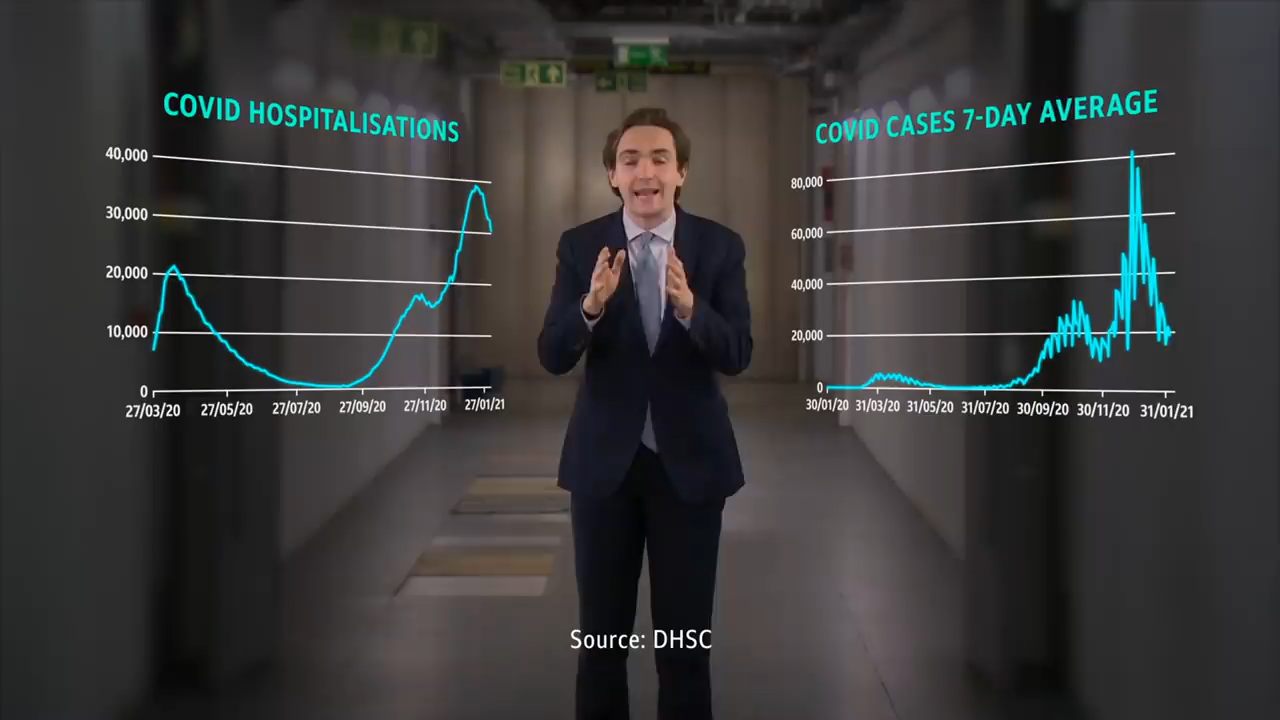 COVID HOSPITALISATIONS
40,000
30,000
20,000
10,000
0
27/03/20 27/05/20 27/07/20 27/09/20 27/11/20 27/01/21
COVID CASES 7-DAY AVERAGE
80,000
60,000
40,000
20,000
0
30/01/20 31/03/20 31/05/20 31/07/20 30/09/20 30/11/20 31/01/21
Source: DHSC